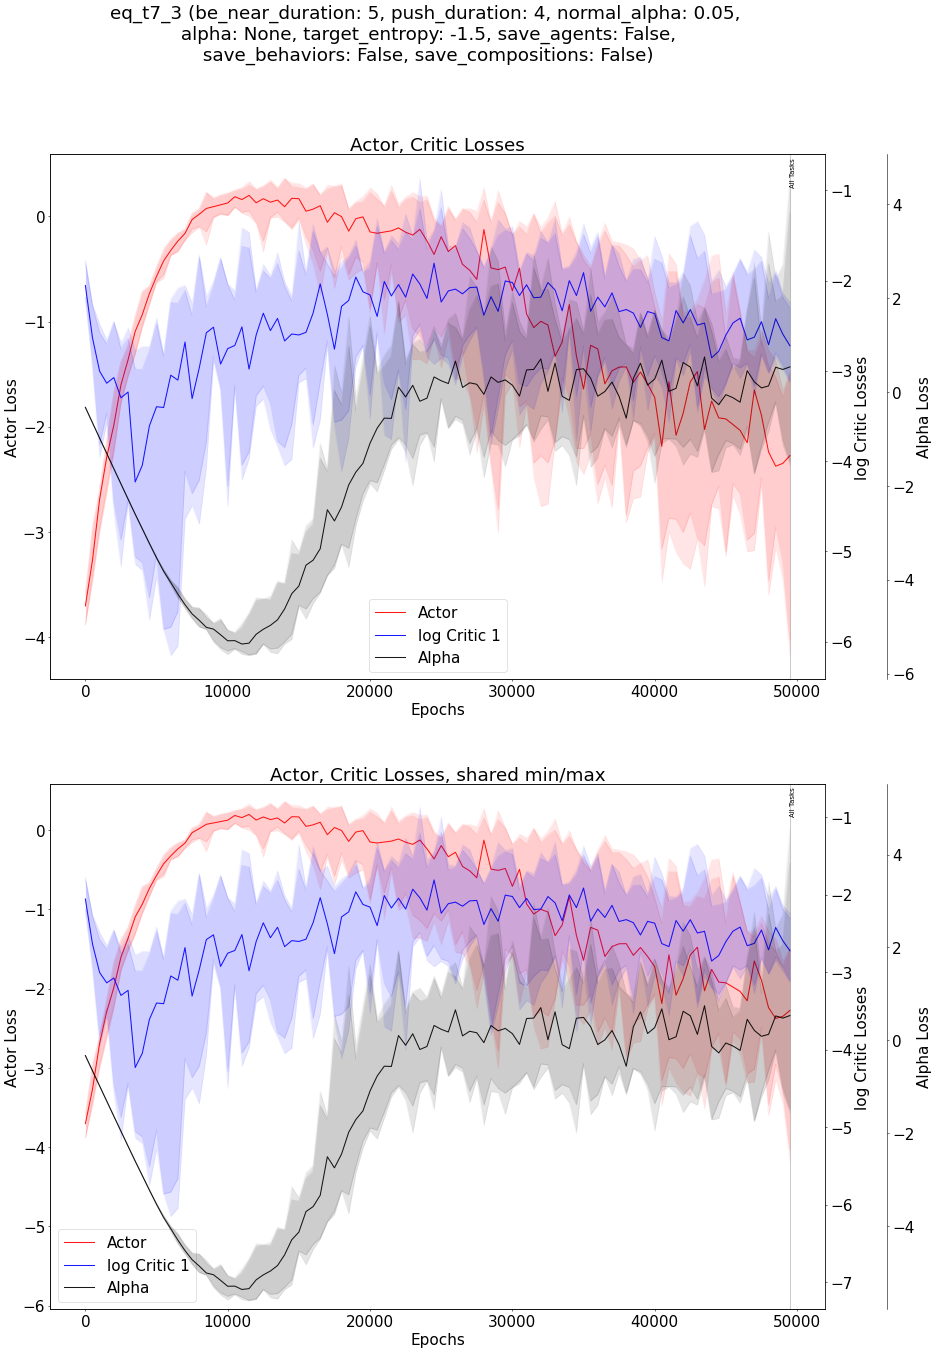 eq_t7_3 (be_near_duration: 5, push_duration: 4, normal_alpha: 0.05,
alpha: None, target_entropy: -1.5, save_agents: False,
save_behaviors: False, save_compositions: False)
Actor, Critic Losses
All Tasks
0
−1
−2
−3
−4
Actor Loss
−1
−2
−3
−4
−5
−6
log Critic Losses
4
2
0
−2
−4
−6
Alpha Loss
Actor
log Critic 1
Alpha
0 10000 20000 30000 40000 50000
Epochs
Actor, Critic Losses, shared min/max
All Tasks
0
−1
−2
−3
−4
−5
−6
Actor Loss
−1
−2
−3
−4
−5
−6
−7
log Critic Losses
4
2
0
−2
−4
Alpha Loss
Actor
log Critic 1
Alpha
0 10000 20000 30000 40000 50000
Epochs